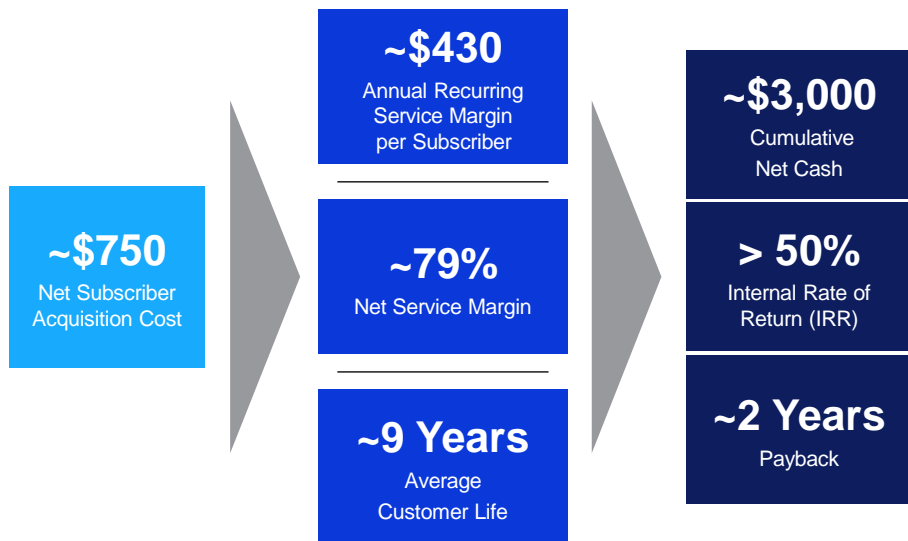 ~$750
Net Subscriber
Acquisition Cost
~$430
Annual Recurring
Service Margin
per Subscriber
~79%
Net Service Margin
~9 Years
Average
Customer Life
~$3,000
Cumulative
Net Cash
> 50%
Internal Rate of
Return (IRR)
~2 Years
Payback